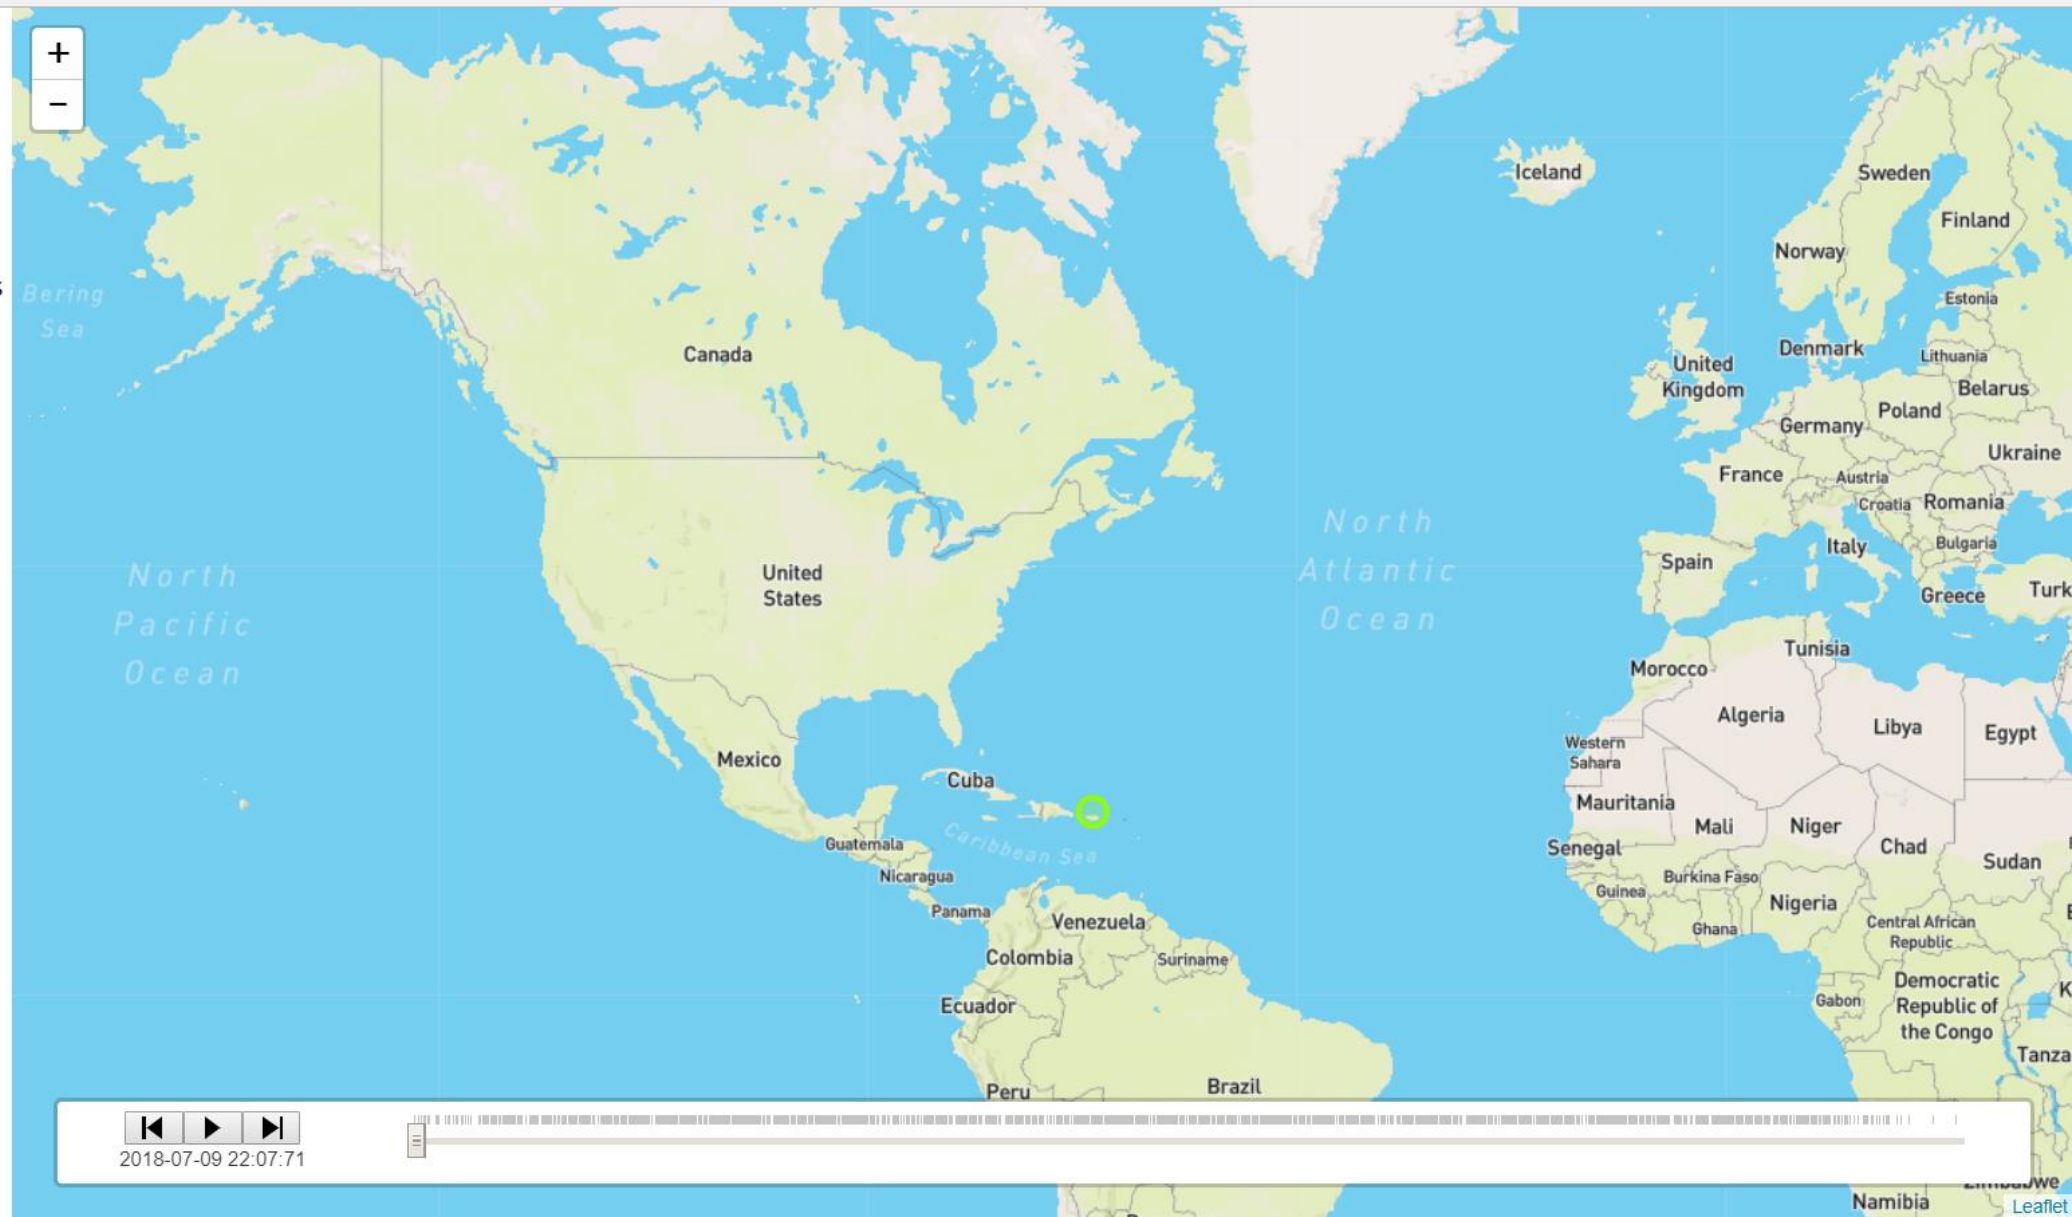 +
−
Iceland
Sweden
Finland
Norway
Bering
Sea
Estonia
Canada
United
Kingdom
Denmark
Lithuania
Belarus
Poland
Germany
Ukraine
France
Austria
Croatia
Romania
North
Atlantic
Ocean
Italy
Bulgaria
Spain
Greece
Turk
North
Pacific
Ocean
United
States
Tunisia
Morocco
Algeria
Libya
Egypt
Western
Sahara
Mexico
Cuba
Mauritania
Mali
Niger
Chad
Sudan
Caribbean Sea
Guatemala
Senegal
Nicaragua
Burkina Faso
Guinea
Nigeria
Panama
Venezuela
Ghana
Central African
Republic
Colombia
Suriname
Democratic
Republic of
the Congo
Gabon
K
Ecuador
Tanza
Peru
Brazil
2018-07-09 22:07:71
Zimbabwe
Namibia
Leaflet